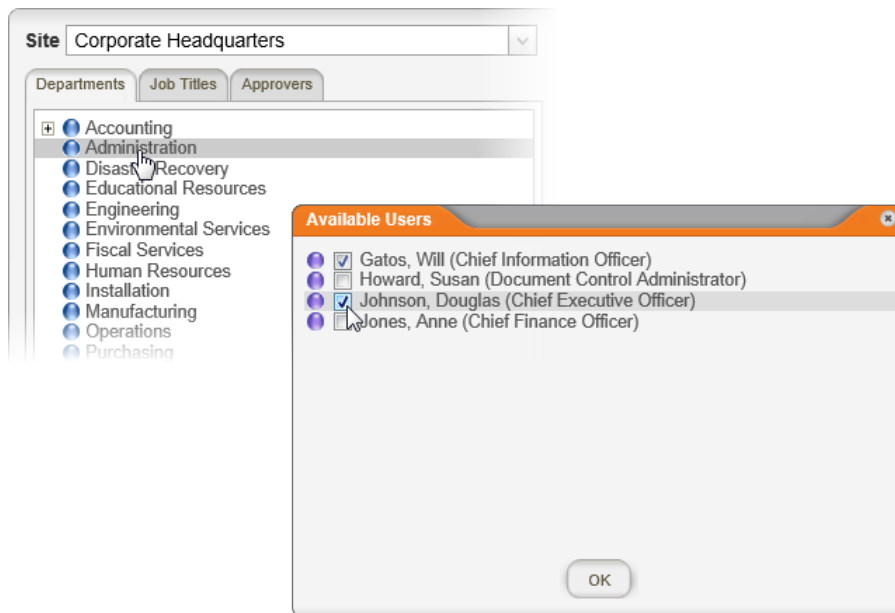 Site Corporate Headquarters
Departments Job Titles Approvers
Accounting
Administration
Disaster Recovery
Educational Resources
Engineering
Environmental Services
Fiscal Services
Human Resources
Installation
Manufacturing
Operations
Purchasing
Available Users
Gatos, Will (Chief Information Officer)
Howard, Susan (Document Control Administrator)
Johnson, Douglas (Chief Executive Officer)
Jones, Anne (Chief Finance Officer)
OK